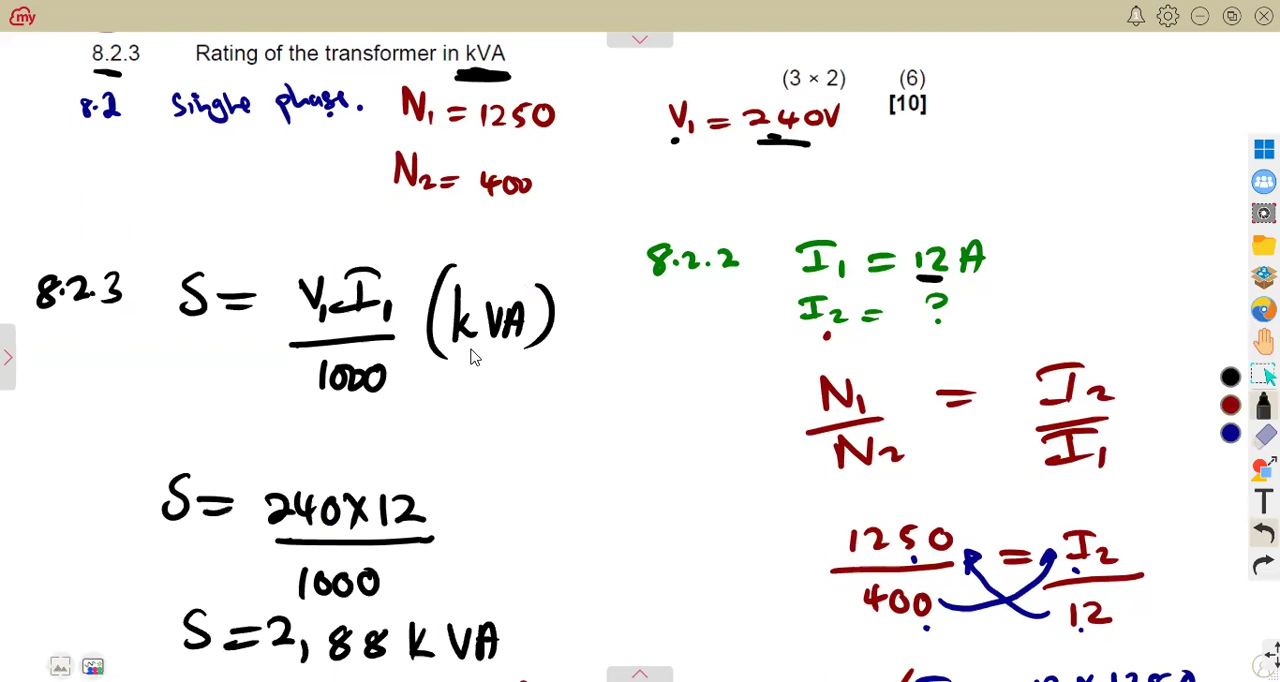 my
8.2.3 Rating of the transformer in kVA
(3 × 2) (6)
[10]
8.2 Single phase. N₁ = 1250
N₂ = 400
V₁ = 240V
8.2.3 S = V₁I₁ (kVA)
1000
S = 240 × 12
1000
S = 2,88 kVA
8.2.2 I₁ = 12A
I₂ = ?
N₁ = I₂
N₂ I₁
1250 = I₂
400 12
T